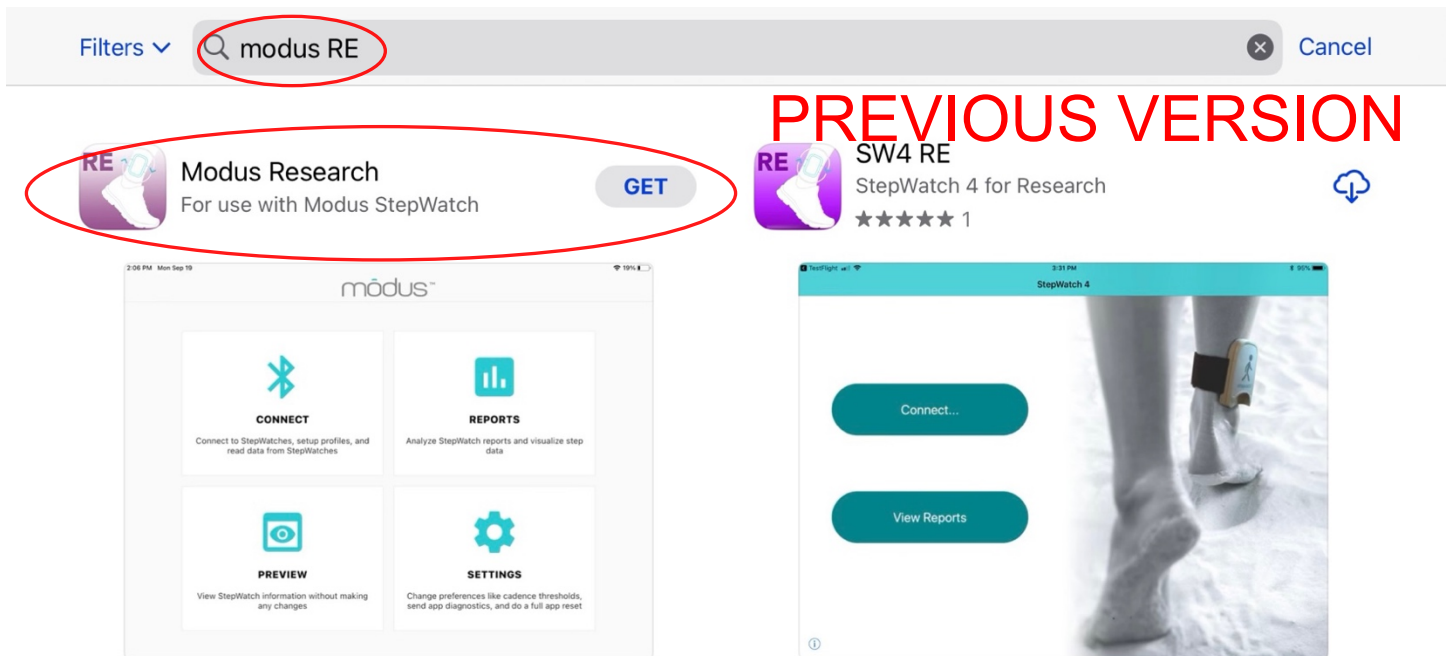 Filters
modus RE
Cancel
PREVIOUS VERSION
RE
Modus Research
For use with Modus StepWatch
GET
RE
SW4 RE
StepWatch 4 for Research
★★★★★ 1
2:08 PM Mon Sep 19
19%
mōdus™
CONNECT
Connect to StepWatches, setup profiles, and
read data from StepWatches
REPORTS
Analyze StepWatch reports and visualize step
data
PREVIEW
View StepWatch information without making
any changes
SETTINGS
Change preferences like cadence thresholds,
send app diagnostics, and do a full app reset
TestFlight
3:31 PM
95%
StepWatch 4
Connect...
View Reports